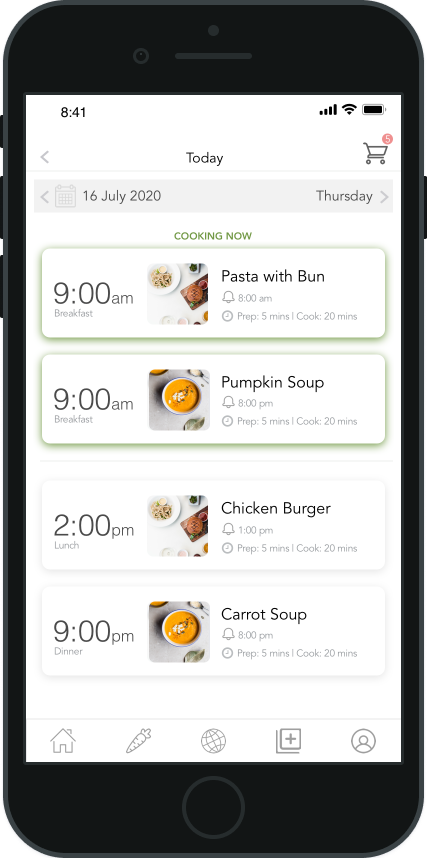 8:41
5
Today
16 July 2020 Thursday
COOKING NOW
9:00am
Breakfast
Pasta with Bun
8:00 am
Prep: 5 mins | Cook: 20 mins
9:00am
Breakfast
Pumpkin Soup
8:00 pm
Prep: 5 mins | Cook: 20 mins
2:00pm
Lunch
Chicken Burger
1:00 pm
Prep: 5 mins | Cook: 20 mins
9:00pm
Dinner
Carrot Soup
8:00 pm
Prep: 5 mins | Cook: 20 mins